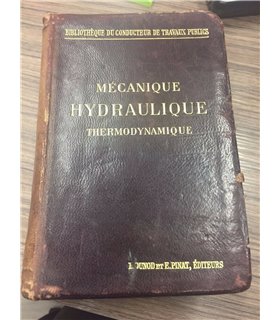 BIBLIOTHÈQUE DU CONDUCTEUR DE TRAVAUX PUBLICS
MÉCANIQUE
HYDRAULIQUE
THERMODYNAMIQUE
DUNOD ET E. PINAT, ÉDITEURS